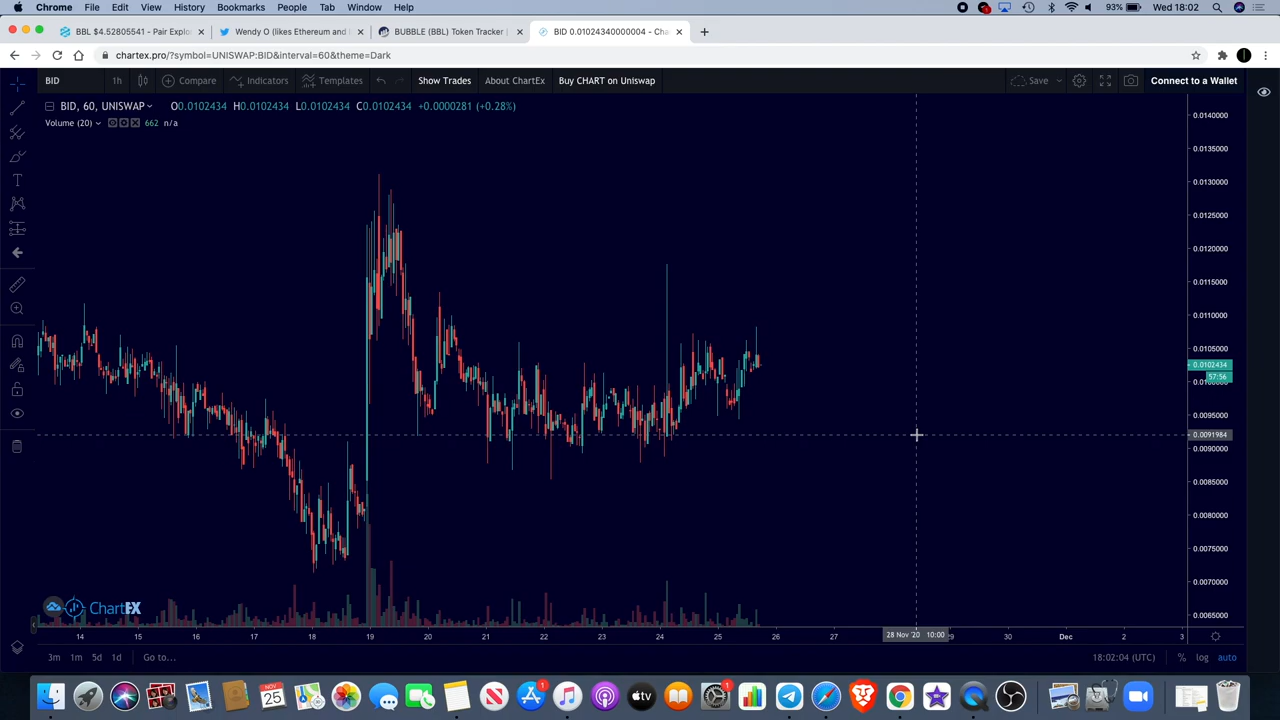 Chrome File Edit View History Bookmarks People Tab Window Help 93% Wed 18:02
BBL $4.52805541 - Pair Explo Wendy O (likes Ethereum and BUBBLE (BBL) Token Tracker BID 0.01024340000004 - Cha
chartex.pro/?symbol=UNISWAP:BID&interval=60&theme=Dark
BID 1h Compare Indicators Templates Show Trades About ChartEX Buy CHART on Uniswap Save Connect to a Wallet
BID, 60, UNISWAP O0.0102434 H0.0102434 L0.0102434 C0.0102434 +0.0000281 (+0.28%)
Volume (20) 662 n/a
0.0140000
0.0135000
0.0130000
0.0125000
0.0120000
0.0115000
0.0110000
0.0105000
0.0102434
57:56
0.0095000
0.0091984
0.0090000
0.0085000
0.0080000
0.0075000
0.0070000
0.0065000
ChartEX
14 15 16 17 18 19 20 21 22 23 24 25 26 27 28 Nov '20 10:00 30 Dec 2 3
3m 1m 5d 1d Go to... 18:02:04 (UTC) % log auto
NOV
25
1
1